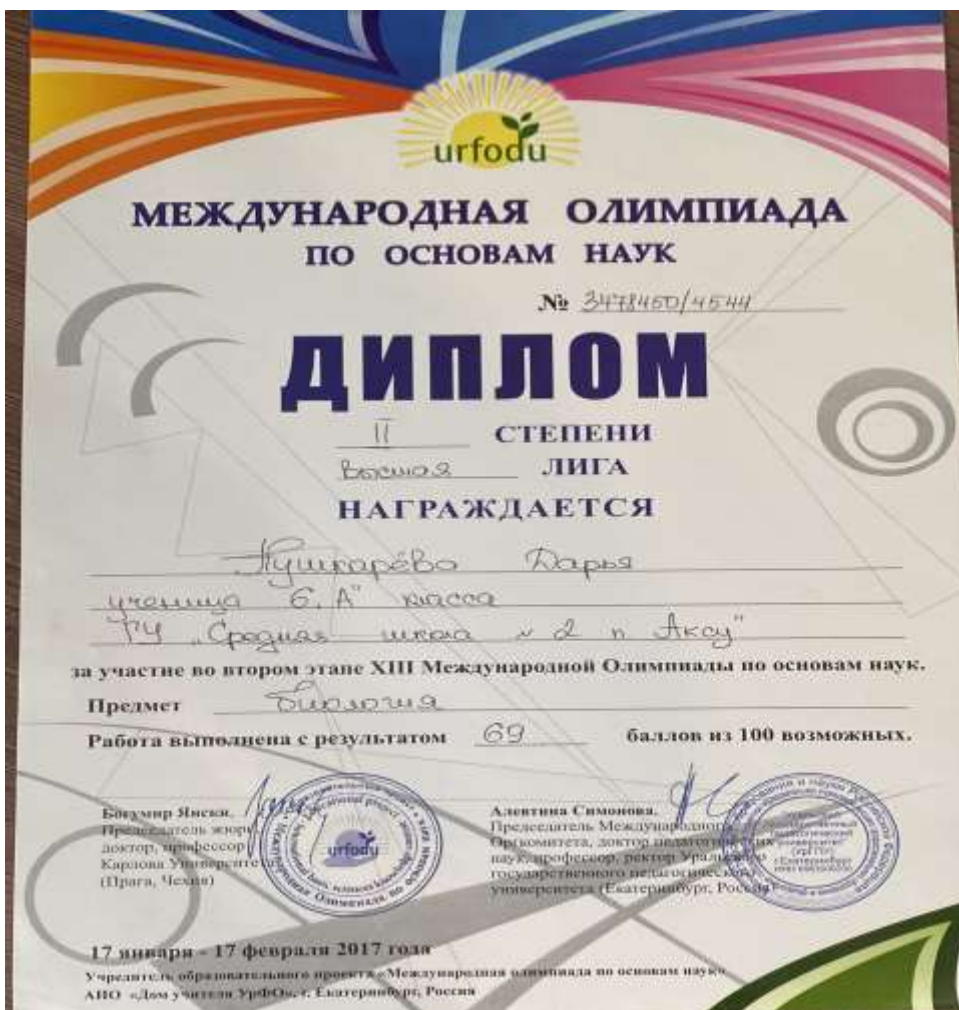 urfodu
МЕЖДУНАРОДНАЯ ОЛИМПИАДА
ПО ОСНОВАМ НАУК
№ 3478450/4544
ДИПЛОМ
II СТЕПЕНИ
Высшая ЛИГА
НАГРАЖДАЕТСЯ
Пушкарёва Дарья
ученица 6 "А" класса
ГУ "Средняя школа № 2 п. Аксу"
за участие во втором этапе XIII Международной Олимпиады по основам наук.
Предмет Биология
Работа выполнена с результатом 69 баллов из 100 возможных.
Богумир Янски,
Председатель жюри,
доктор, профессор
Карлова Университета
(Прага, Чехия)
urfodu
Алевтина Симонова,
Председатель Международного
Оргкомитета, доктор педагогических
наук, профессор, ректор Уральского
государственного педагогического
университета (Екатеринбург, Россия)
17 января - 17 февраля 2017 года
Учредитель образовательного проекта «Международная олимпиада по основам наук»
АНО «Дом учителя УрФО», г. Екатеринбург, Россия